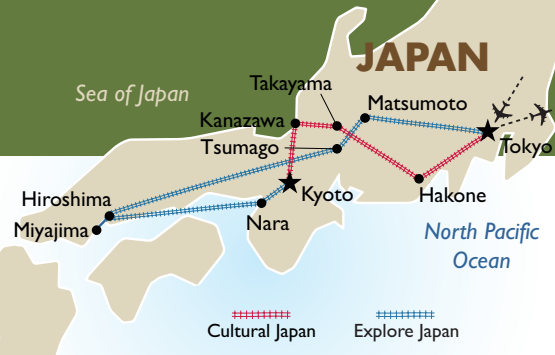 JAPAN
Sea of Japan
Takayama
Matsumoto
Kanazawa
Tsumago
Tokyo
Hiroshima
Kyoto
Hakone
Miyajima
Nara
North Pacific
Ocean
Cultural Japan
Explore Japan